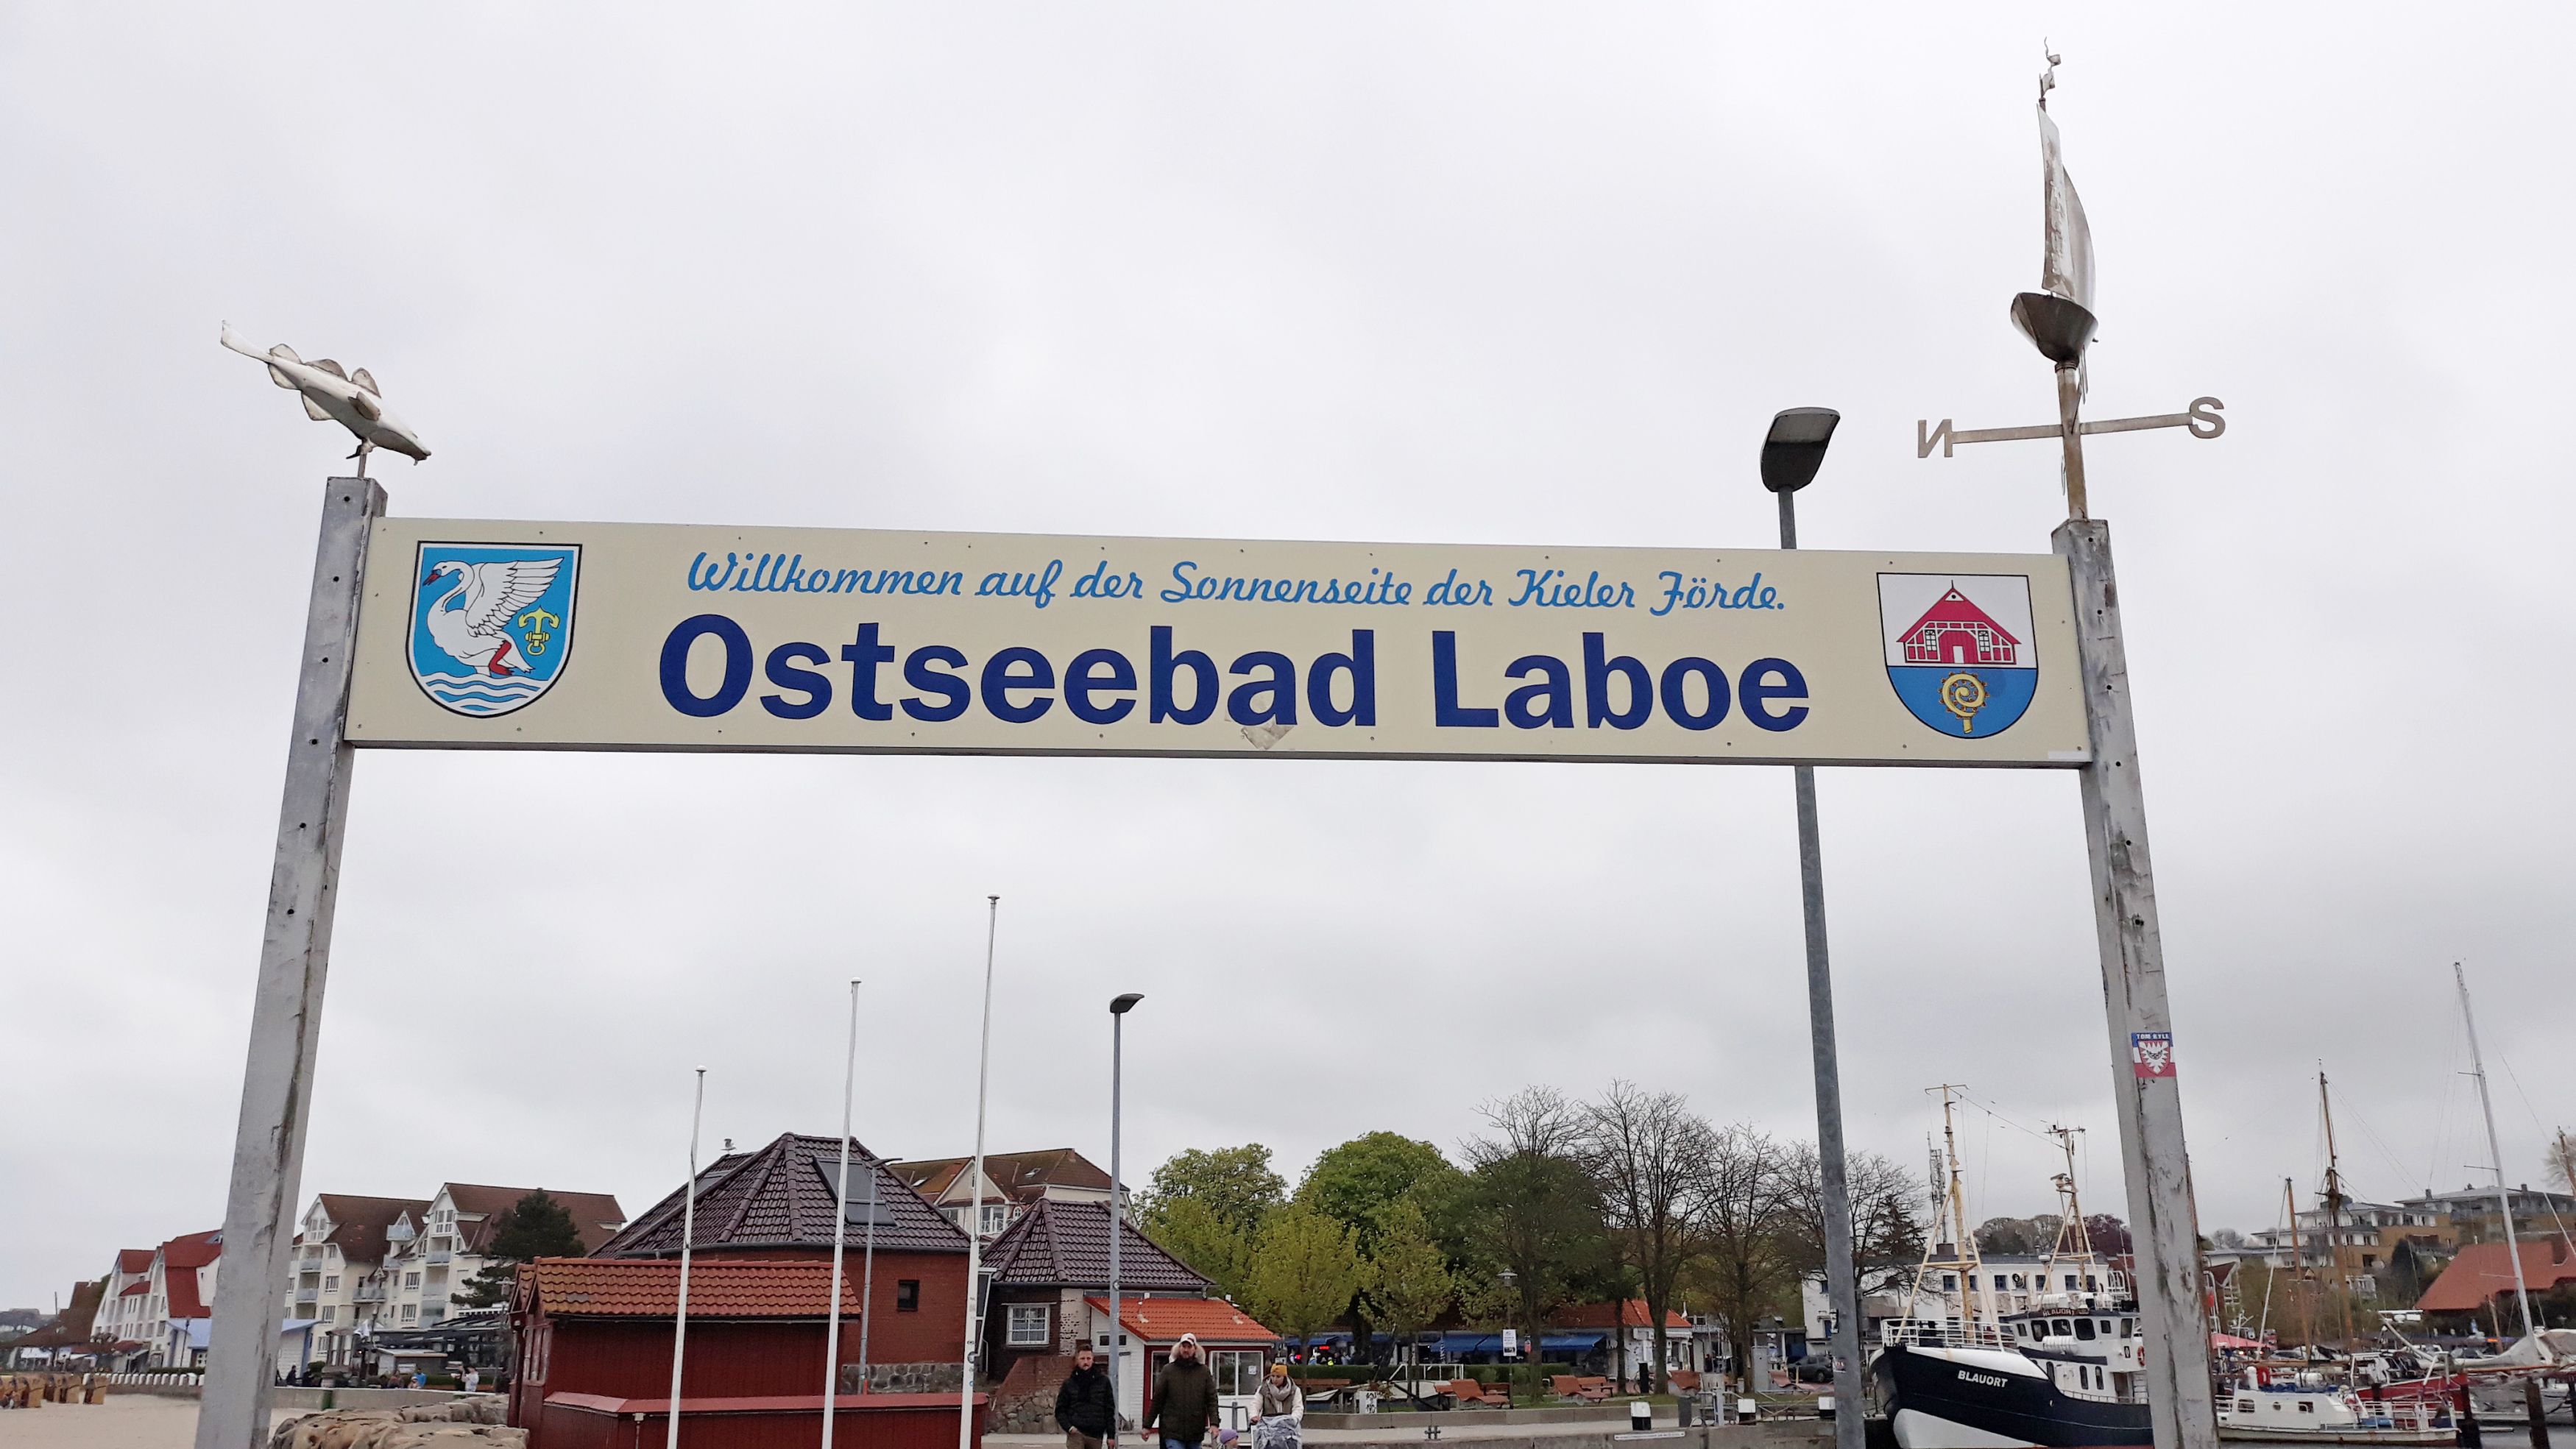 N S
Willkommen auf der Sonnenseite der Kieler Förde.
Ostseebad Laboe
BLAUORT